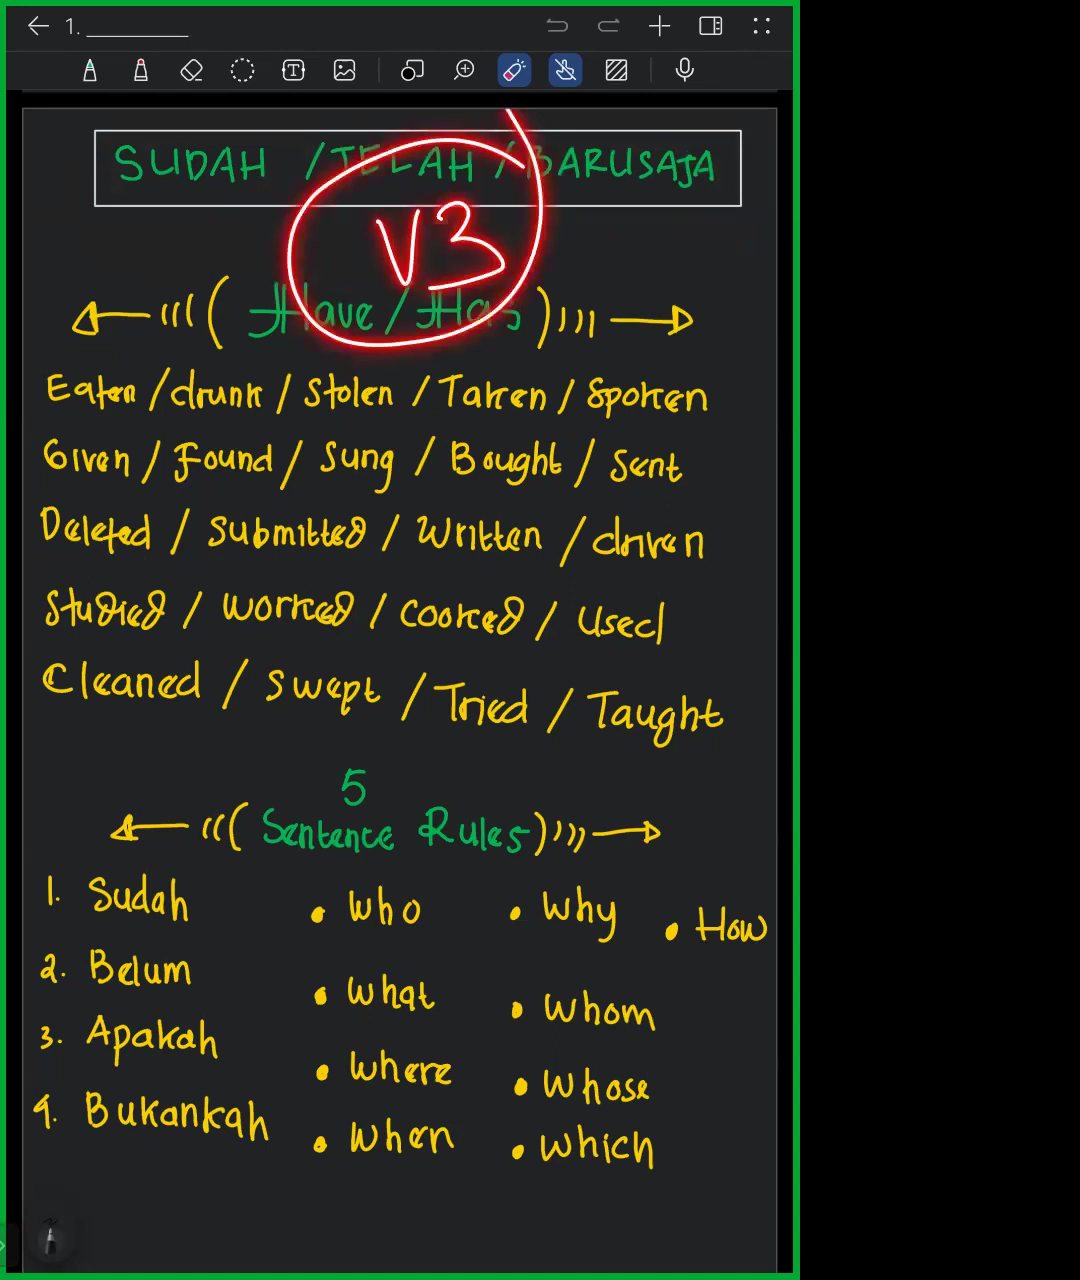 1. __________
SUDAH / TELAH / BARUSAJA
V3
Have / Has
Eaten / drunk / Stolen / Taken / Spoken
Given / Found / Sung / Bought / Sent
Deleted / Submitted / Written / driven
Studied / Worked / Cooked / Used
Cleaned / Swept / Tried / Taught
5
Sentence Rules
1. Sudah • Who • Why • How
2. Belum • What • Whom
3. Apakah • Where • Whose
4. Bukankah • When • Which